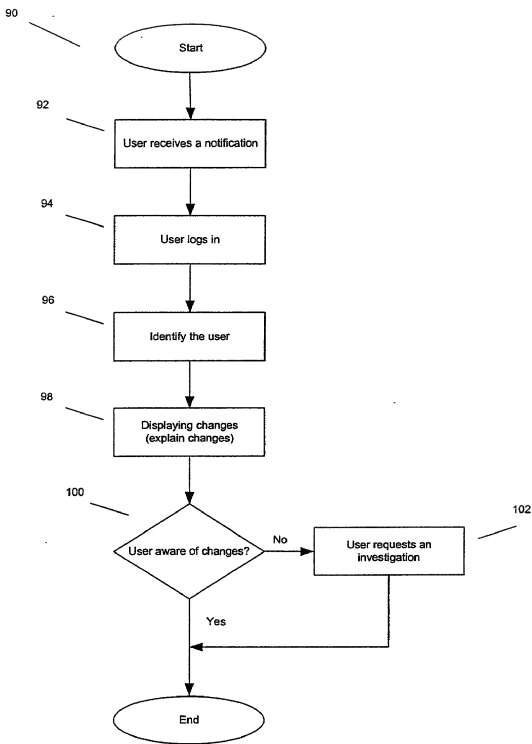 90
Start
92
User receives a notification
94
User logs in
96
Identify the user
98
Displaying changes
(explain changes)
100
User aware of changes?
No
102
User requests an
investigation
Yes
End